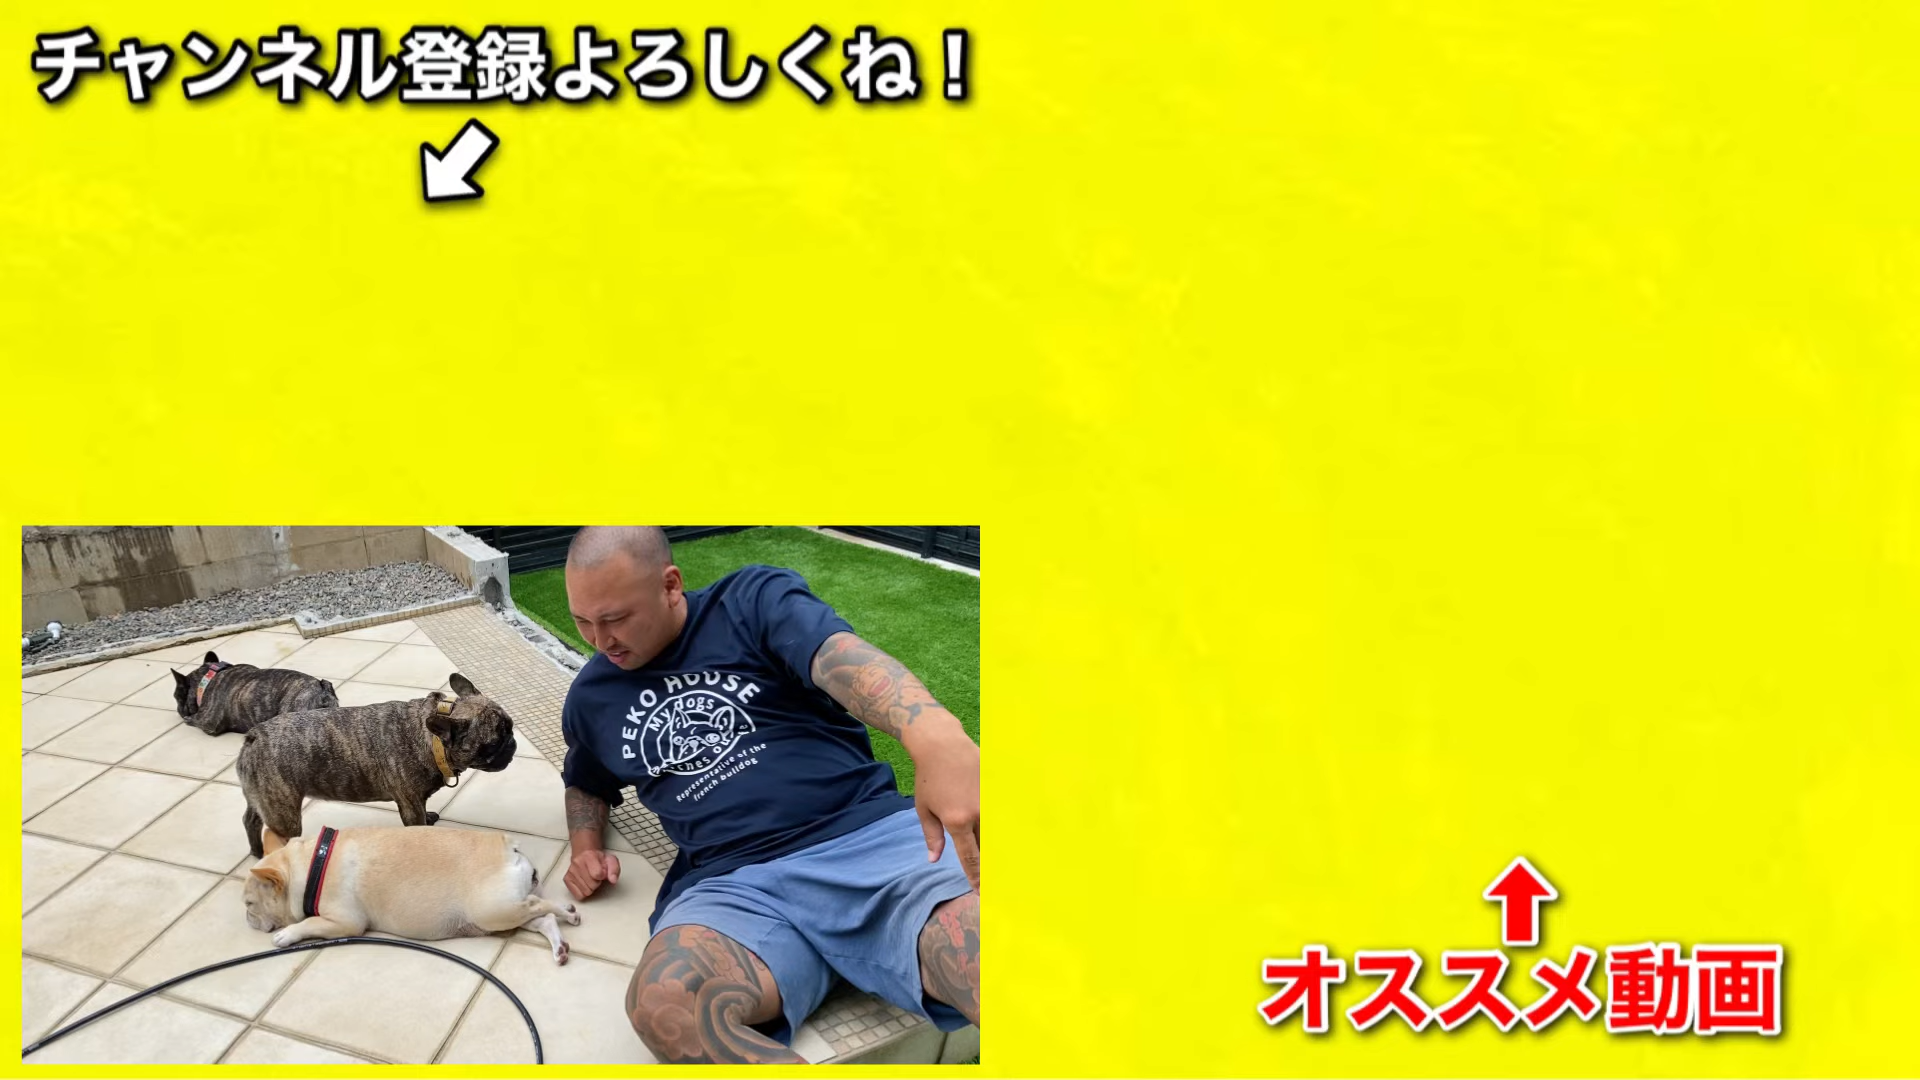 チャンネル登録よろしくね！
PEKO HOUSE
My dogs
Representative of the
french bulldog
オススメ動画